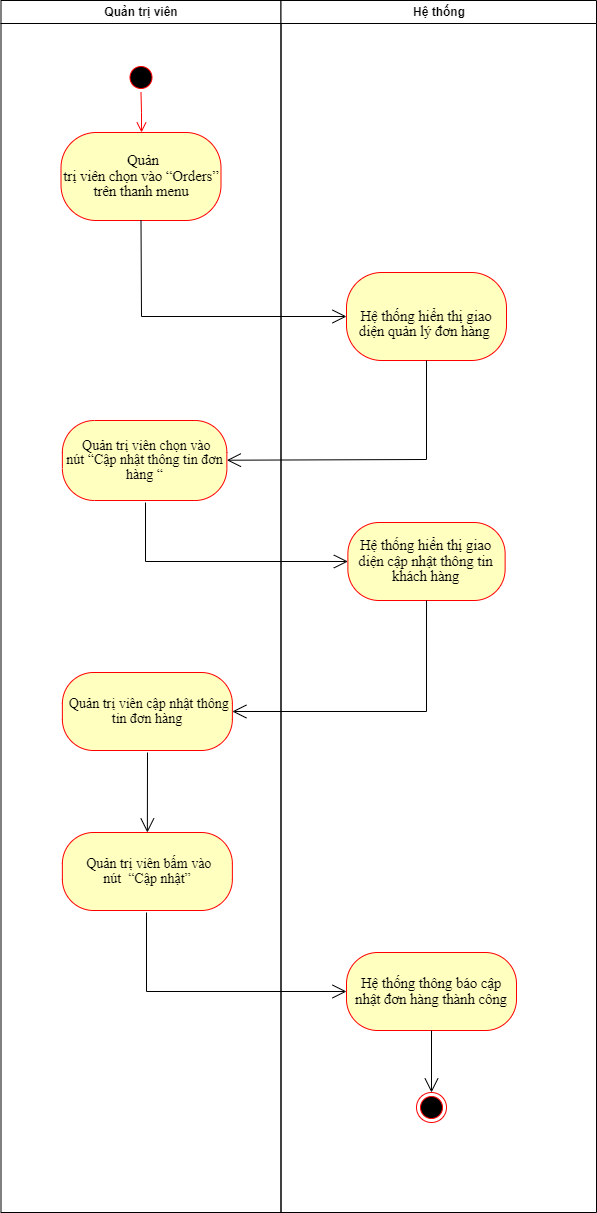 Quản trị viên
Hệ thống
Quản
trị viên chọn vào “Orders”
trên thanh menu
Hệ thống hiển thị giao
diện quản lý đơn hàng
Quản trị viên chọn vào
nút “Cập nhật thông tin đơn
hàng “
Hệ thống hiển thị giao
diện cập nhật thông tin
khách hàng
Quản trị viên cập nhật thông
tin đơn hàng
Quản trị viên bấm vào
nút “Cập nhật”
Hệ thống thông báo cập
nhật đơn hàng thành công